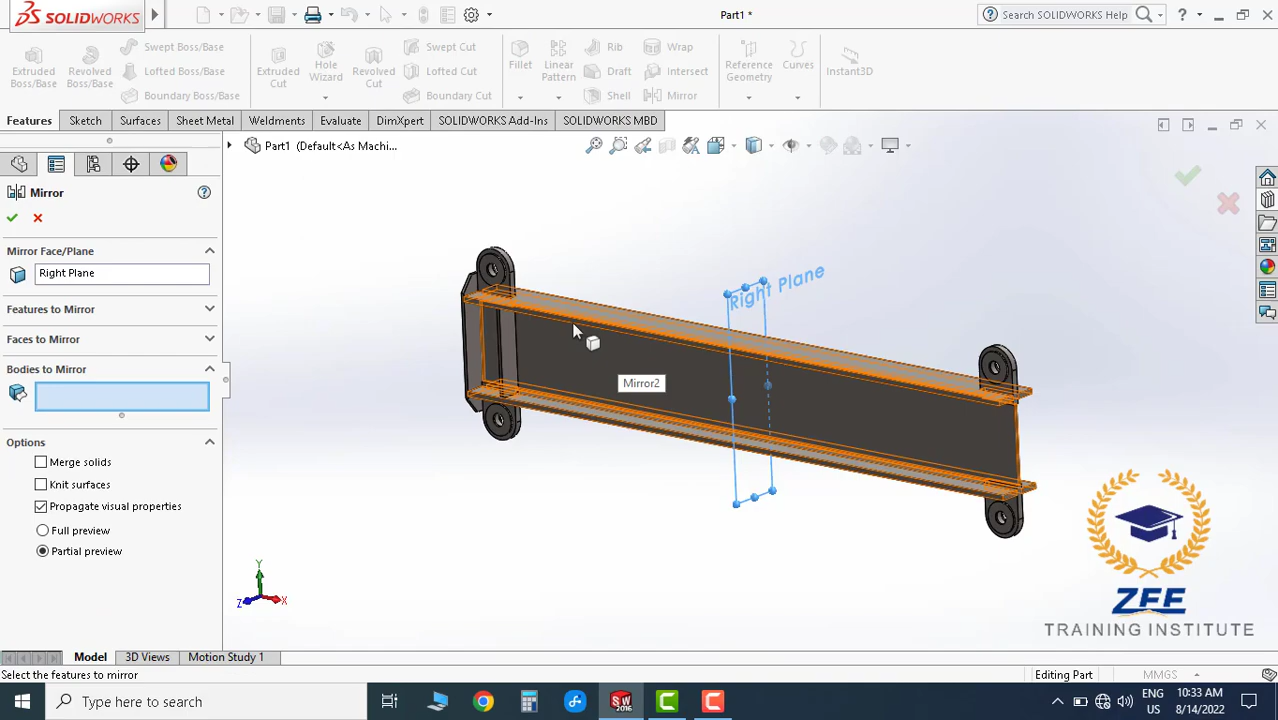 SOLIDWORKS
Part1 *
Search SOLIDWORKS Help
Extruded Boss/Base
Revolved Boss/Base
Swept Boss/Base
Lofted Boss/Base
Boundary Boss/Base
Extruded Cut
Hole Wizard
Revolved Cut
Swept Cut
Lofted Cut
Boundary Cut
Fillet
Linear Pattern
Rib
Draft
Shell
Wrap
Intersect
Mirror
Reference Geometry
Curves
Instant3D
Features
Sketch
Surfaces
Sheet Metal
Weldments
Evaluate
DimXpert
SOLIDWORKS Add-Ins
SOLIDWORKS MBD
Part1 (Default<As Machi...
Mirror
Mirror Face/Plane
Right Plane
Features to Mirror
Faces to Mirror
Bodies to Mirror
Options
Merge solids
Knit surfaces
Propagate visual properties
Full preview
Partial preview
Right Plane
Mirror2
Y
Z
X
ZFE
TRAINING INSTITUTE
Model
3D Views
Motion Study 1
Select the features to mirror
Editing Part
MMGS
Type here to search
SW
2016
ENG
US
10:33 AM
8/14/2022